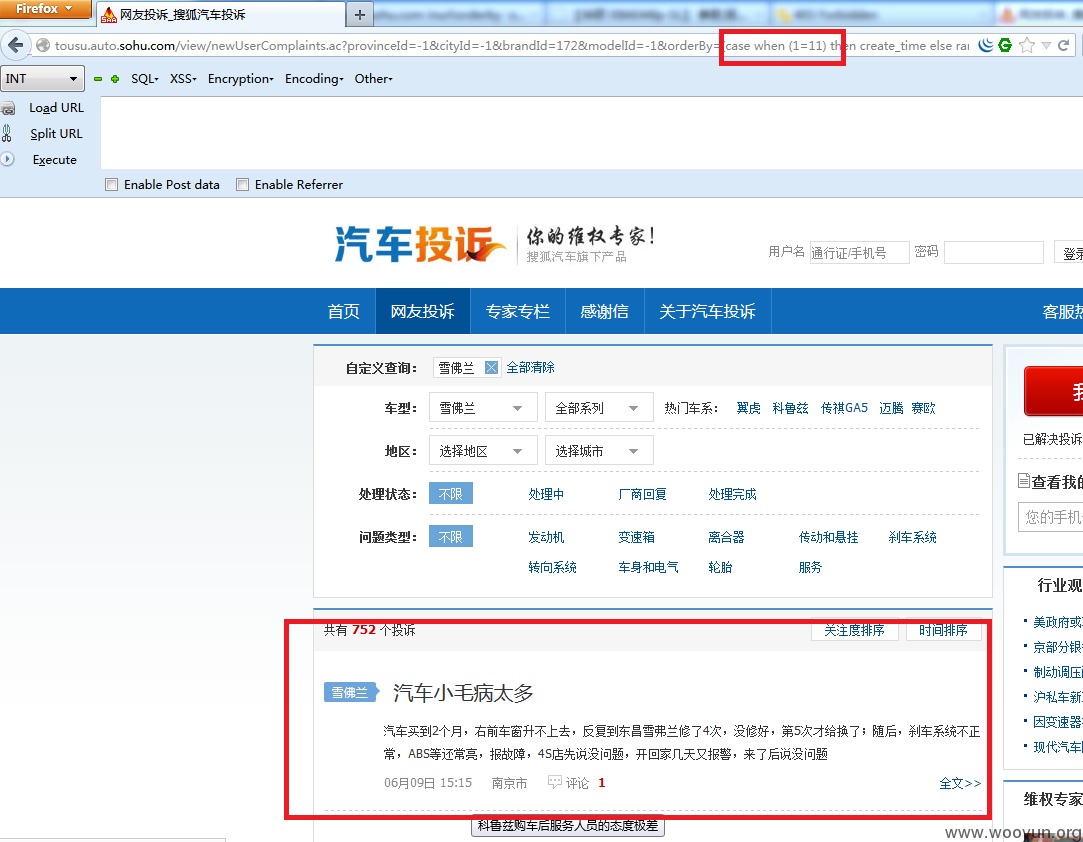 Firefox
网友投诉_搜狐汽车投诉
tousu.auto.sohu.com/view/newUserComplaints.ac?provinceId=-1&cityId=-1&brandId=172&modelId=-1&orderBy=(case when (1=11) then create_time else ran
INT
SQL XSS Encryption Encoding Other
Load URL
Split URL
Execute
Enable Post data Enable Referrer
汽车投诉 你的维权专家!
搜狐汽车旗下产品
用户名 通行证/手机号 密码 登录
首页 网友投诉 专家专栏 感谢信 关于汽车投诉 客服热
自定义查询: 雪佛兰 全部清除
车型: 雪佛兰 全部系列 热门车系: 翼虎 科鲁兹 传祺GA5 迈腾 赛欧
地区: 选择地区 选择城市
处理状态: 不限 处理中 厂商回复 处理完成
问题类型: 不限 发动机 变速箱 离合器 传动和悬挂 刹车系统
转向系统 车身和电气 轮胎 服务
我
已解决投诉
查看我的
您的手机
行业观
美政府或
京部分银
制动调压
沪私车新
因变速器
现代汽车
维权专家
共有 752 个投诉 关注度排序 时间排序
雪佛兰 汽车小毛病太多
汽车买到2个月，右前车窗升不上去，反复到东昌雪弗兰修了4次，没修好，第5次才给换了；随后，刹车系统不正
常，ABS等还常亮，报故障，4S店先说没问题，开回家几天又报警，来了后说没问题
06月09日 15:15 南京市 评论 1 全文>>
科鲁兹购车后服务人员的态度极差
www.wooyun.org